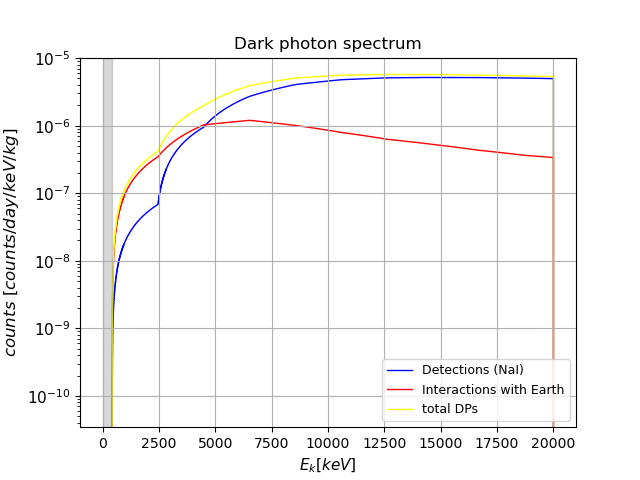 Dark photon spectrum
counts [counts/day/keV/kg]
10^{-5}
10^{-6}
10^{-7}
10^{-8}
10^{-9}
10^{-10}
Detections (NaI)
Interactions with Earth
total DPs
0 2500 5000 7500 10000 12500 15000 17500 20000
E_k[keV]